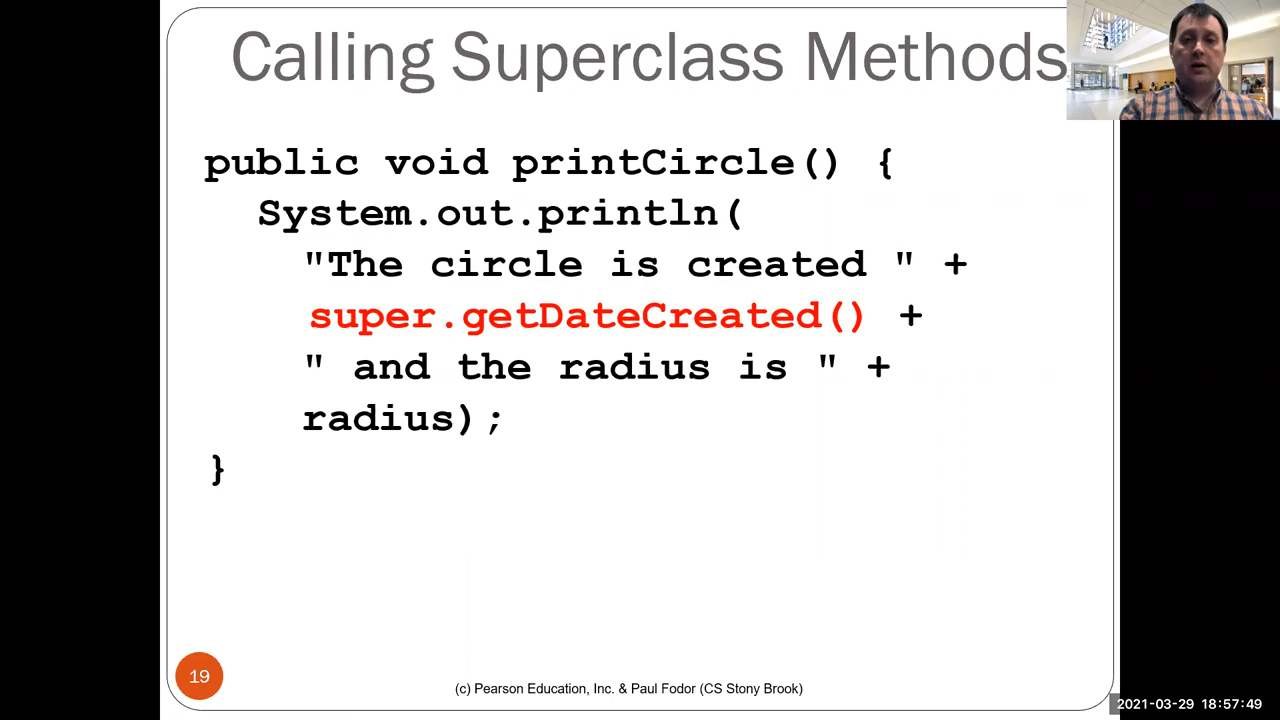 Calling Superclass Methods
public void printCircle() {
System.out.println(
"The circle is created " +
super.getDateCreated() +
" and the radius is " +
radius);
}
19
(c) Pearson Education, Inc. & Paul Fodor (CS Stony Brook)
2021-03-29 18:57:49